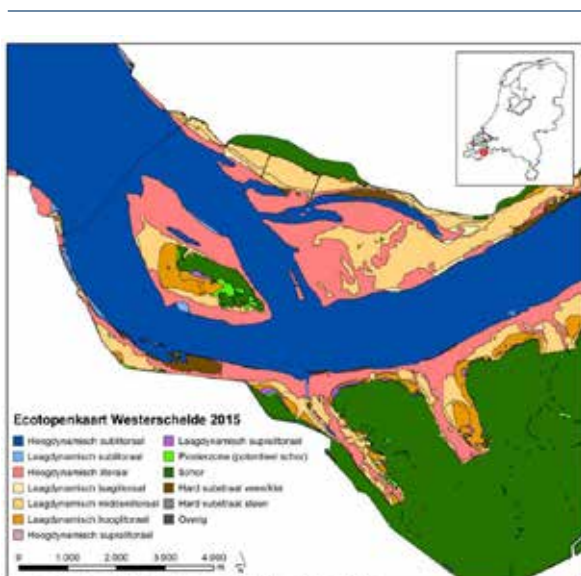 Ecotopenkaart Westerschelde 2015
Hoogdynamisch sublitoraal
Laagdynamisch sublitoraal
Hoogdynamisch litoraal
Laagdynamisch laaglitoraal
Laagdynamisch middenlitoraal
Laagdynamisch hooglitoraal
Hoogdynamisch supralitoraal
Laagdynamisch supralitoraal
Pionierzone (potentieel schor)
Schor
Hard substraat veen/klei
Hard substraat steen
Overig
0 1.000 2.000 3.000 4.000
m